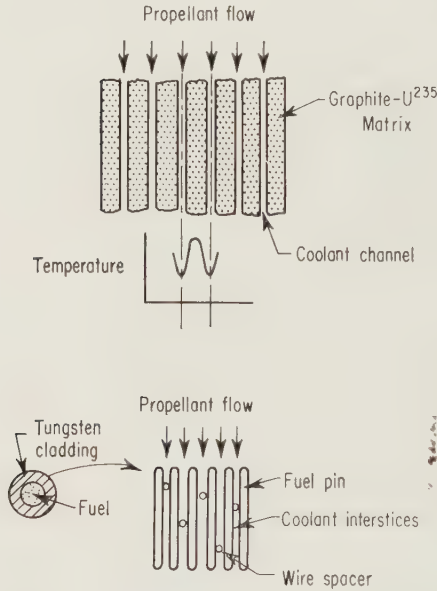 Propellant flow
Graphite-U235
Matrix
Coolant channel
Temperature
Propellant flow
Tungsten
cladding
Fuel
Fuel pin
Coolant interstices
Wire spacer